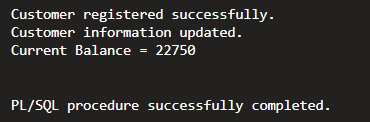 Customer registered successfully.
Customer information updated.
Current Balance = 22750
PL/SQL procedure successfully completed.